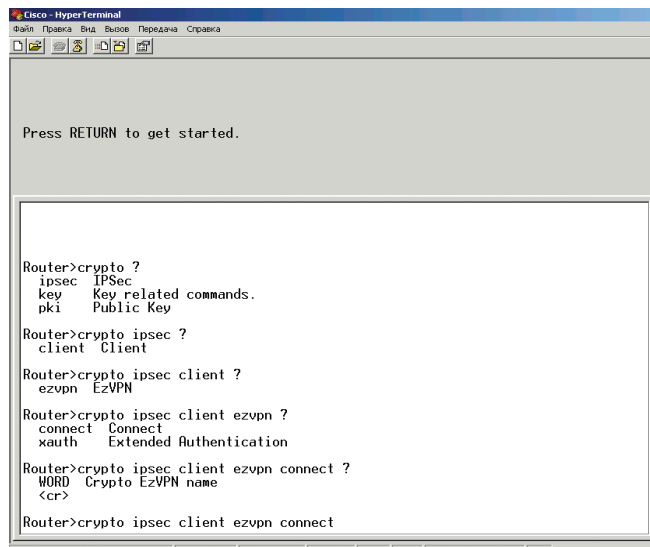 Cisco - HyperTerminal
Файл Правка Вид Вызов Передача Справка
Press RETURN to get started.
Router>crypto ?
ipsec IPSec
key Key related commands.
pki Public Key
Router>crypto ipsec ?
client Client
Router>crypto ipsec client ?
ezvpn EzVPN
Router>crypto ipsec client ezvpn ?
connect Connect
xauth Extended Authentication
Router>crypto ipsec client ezvpn connect ?
WORD Crypto EzVPN name
<cr>
Router>crypto ipsec client ezvpn connect